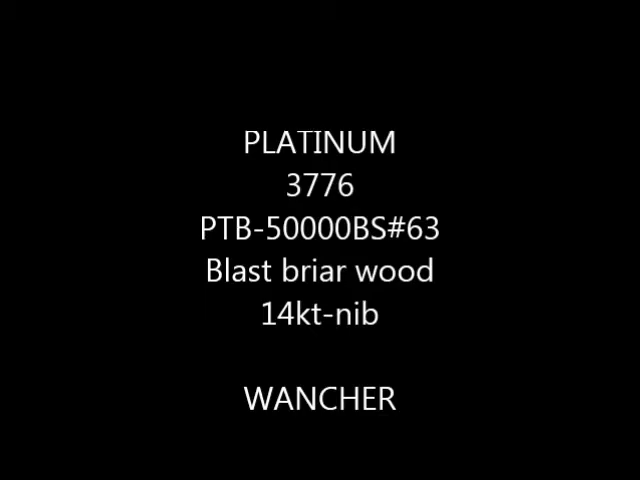 PLATINUM
3776
PTB-50000BS#63
Blast briar wood
14kt-nib
WANCHER